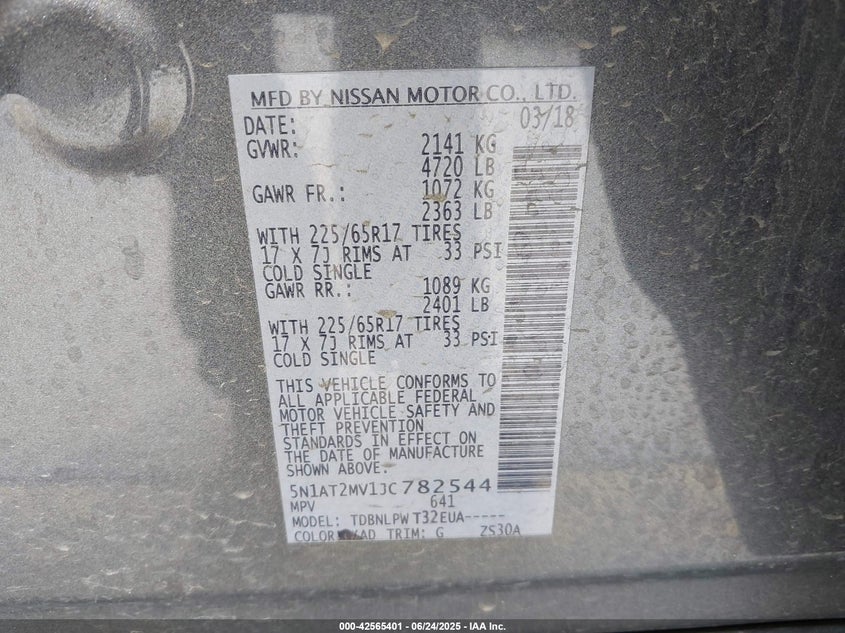 MFD BY NISSAN MOTOR CO., LTD.
DATE: 03/18
GVWR: 2141 KG
4720 LB
GAWR FR.: 1072 KG
2363 LB
WITH 225/65R17 TIRES
17 X 7J RIMS AT 33 PSI
COLD SINGLE
GAWR RR.: 1089 KG
2401 LB
WITH 225/65R17 TIRES
17 X 7J RIMS AT 33 PSI
COLD SINGLE
THIS VEHICLE CONFORMS TO
ALL APPLICABLE FEDERAL
MOTOR VEHICLE SAFETY AND
THEFT PREVENTION
STANDARDS IN EFFECT ON
THE DATE OF MANUFACTURE
SHOWN ABOVE.
5N1AT2MV1JC782544
MPV 641
MODEL: TDBNLPW T32EUA-----
TRIM: G ZS30A
000-42565401 | 06/24/2025 - IAA Inc.